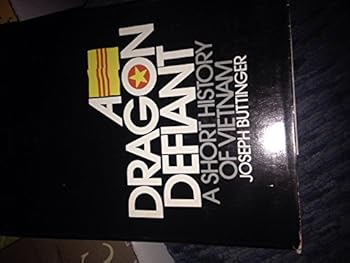 A
DRAGON
DEFIANT
A SHORT HISTORY
OF VIETNAM
JOSEPH BUTTINGER